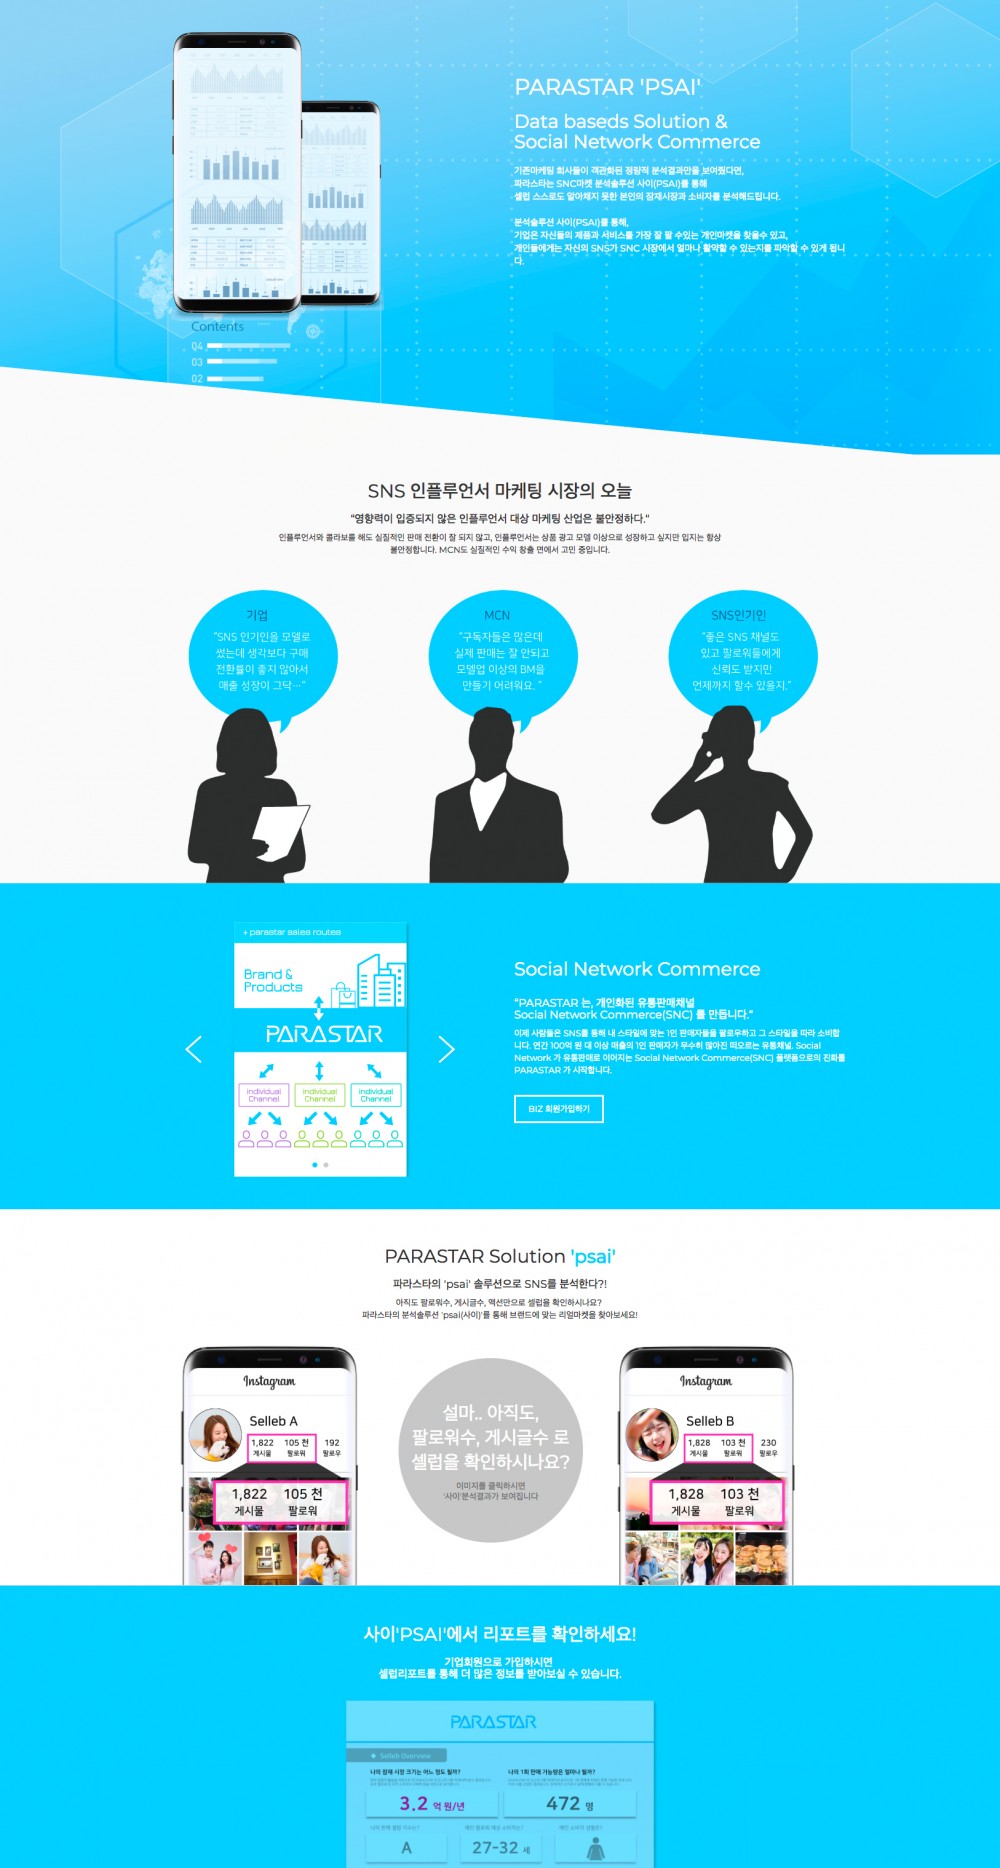 PARASTAR 'PSAI'
Data baseds Solution &
Social Network Commerce
기존마케팅 회사들이 객관화된 정량적 분석결과만을 보여줬다면,
파라스타는 SNC마켓 분석솔루션 사이(PSAI)를 통해
셀럽 스스로도 알아채지 못한 본인의 잠재시장과 소비자를 분석해드립니다.
분석솔루션 사이(PSAI)를 통해,
기업은 자신들의 제품과 서비스를 가장 잘 팔 수있는 개인마켓을 찾을수 있고,
개인들에게는 자신의 SNS가 SNC 시장에서 얼마나 활약할 수 있는지를 파악할 수 있게 됩니
다.
Contents
04
03
02
SNS 인플루언서 마케팅 시장의 오늘
"영향력이 입증되지 않은 인플루언서 대상 마케팅 산업은 불안정하다."
인플루언서와 콜라보를 해도 실질적인 판매 전환이 잘 되지 않고, 인플루언서는 상품 광고 모델 이상으로 성장하고 싶지만 입지는 항상
불안정합니다. MCN도 실질적인 수익 창출 면에서 고민 중입니다.
기업
"SNS 인기인을 모델로
썼는데 생각보다 구매
전환률이 좋지 않아서
매출 성장이 그닥…"
MCN
"구독자들은 많은데
실제 판매는 잘 안되고
모델업 이상의 BM을
만들기 어려워요. "
SNS인기인
"좋은 SNS 채널도
있고 팔로워들에게
신뢰도 받지만
언제까지 할수 있을지."
+ parastar sales routes
Brand &
Products
PARASTAR
individual
Channel
individual
Channel
individual
Channel
Social Network Commerce
"PARASTAR 는, 개인화된 유통판매채널
Social Network Commerce(SNC) 를 만듭니다."
이제 사람들은 SNS를 통해 내 스타일에 맞는 1인 판매자들을 팔로우하고 그 스타일을 따라 소비합
니다. 연간 100억 원 대 이상 매출의 1인 판매자가 무수히 많아진 떠오르는 유통채널. Social
Network 가 유통판매로 이어지는 Social Network Commerce(SNC) 플랫폼으로의 진화를
PARASTAR 가 시작합니다.
BIZ 회원가입하기
PARASTAR Solution 'psai'
파라스타의 'psai' 솔루션으로 SNS를 분석한다?!
아직도 팔로워수, 게시글수, 액션만으로 셀럽을 확인하시나요?
파라스타의 분석솔루션 'psai(사이)'를 통해 브랜드에 맞는 리얼마켓을 찾아보세요!
Instagram
Selleb A
1,822 105 천 192
게시물 팔로워 팔로우
1,822 105 천
게시물 팔로워
설마.. 아직도,
팔로워수, 게시글수 로
셀럽을 확인하시나요?
이미지를 클릭하시면
'사이'분석결과가 보여집니다
Instagram
Selleb B
1,828 103 천 230
게시물 팔로워 팔로우
1,828 103 천
게시물 팔로워
사이'PSAI'에서 리포트를 확인하세요!
기업회원으로 가입하시면
셀럽리포트를 통해 더 많은 정보를 받아보실 수 있습니다.
PARASTAR
Selleb Overview
나의 잠재 시장 크기는 어느 정도 될까?
3.2 억 원/년
나의 1회 판매 가능량은 얼마나 될까?
472 명
A
27-32 세